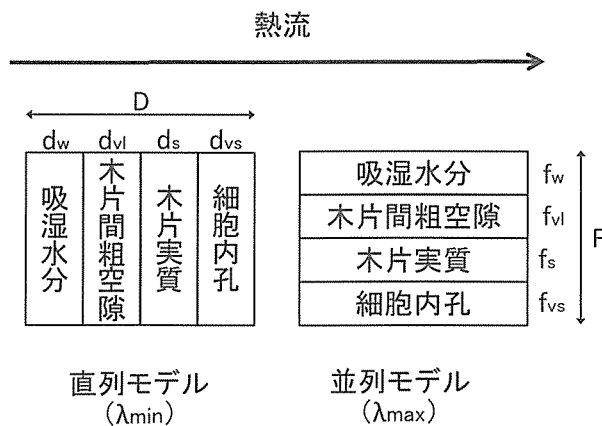 熱流
D
dw dvl ds dvs
吸湿水分
木片間粗空隙
木片実質
細胞内孔
直列モデル
(λmin)
吸湿水分 fw
木片間粗空隙 fvl
木片実質 fs
細胞内孔 fvs
F
並列モデル
(λmax)